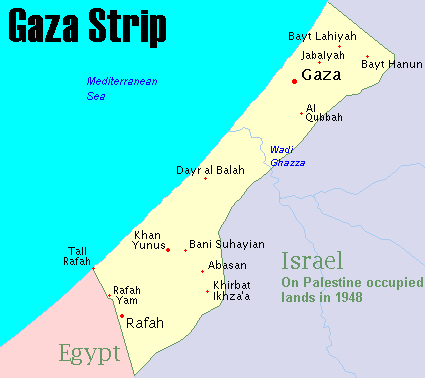 Gaza Strip
Bayt Lahiyah
Jabalyah
Bayt Hanun
Gaza
Mediterranean
Sea
Al
Qubbah
Wadi
Ghazza
Dayr al Balah
Khan
Yunus
Bani Suhayian
Tall
Rafah
Abasan
Israel
On Palestine occupied
lands in 1948
Rafah
Yam
Khirbat
Ikhza'a
Rafah
Egypt